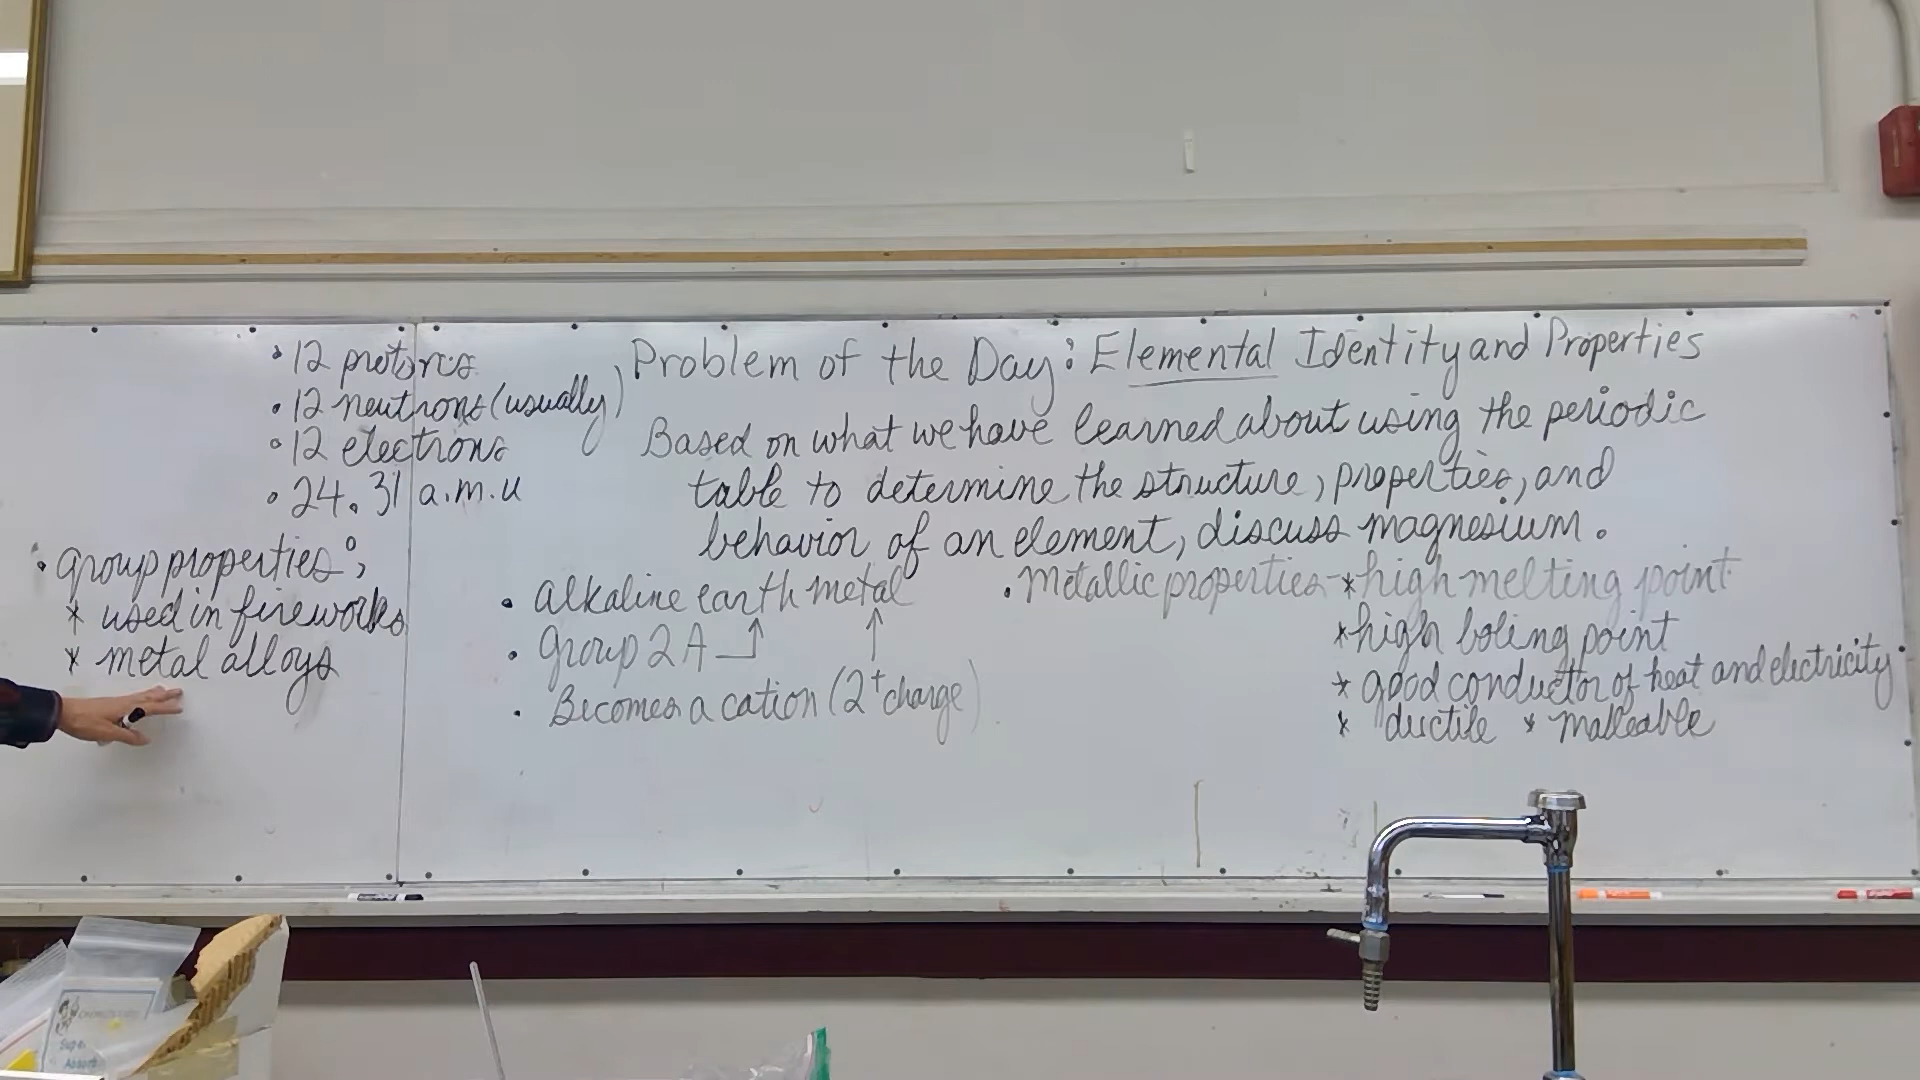 Problem of the Day: Elemental Identity and Properties
Based on what we have learned about using the periodic
table to determine the structure, properties, and
behavior of an element, discuss magnesium.
• 12 protons
• 12 neutrons (usually)
• 12 electrons
• 24.31 a.m.u
• group properties:
* used in fireworks
* metal alloys
• alkaline earth metal
• Group 2A
• Becomes a cation (2+ charge)
• Metallic properties - * high melting point
* high boling point
* good conductor of heat and electricity
* ductile * malleable